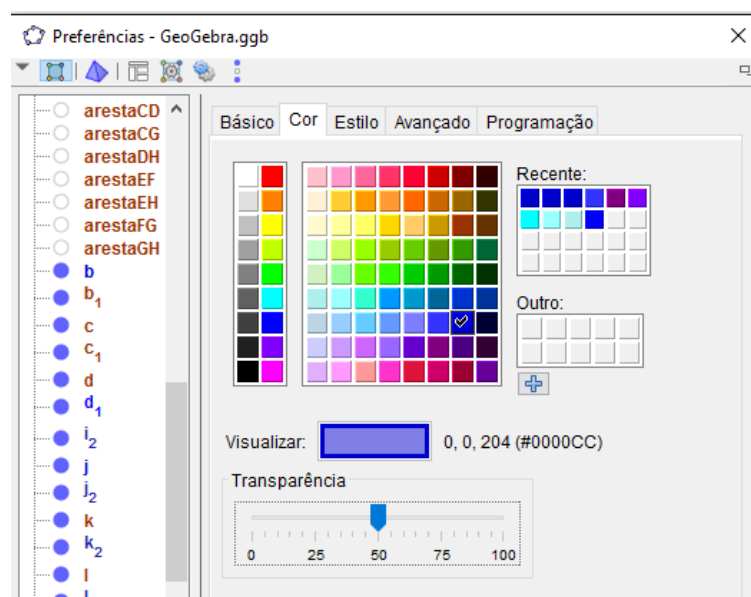 Preferências - GeoGebra.ggb
arestaCD
arestaCG
arestaDH
arestaEF
arestaEH
arestaFG
arestaGH
b
b₁
c
c₁
d
d₁
i₂
j
j₂
k
k₂
l
Básico Cor Estilo Avançado Programação
Recente:
Outro:
Visualizar: 0, 0, 204 (#0000CC)
Transparência
0 25 50 75 100